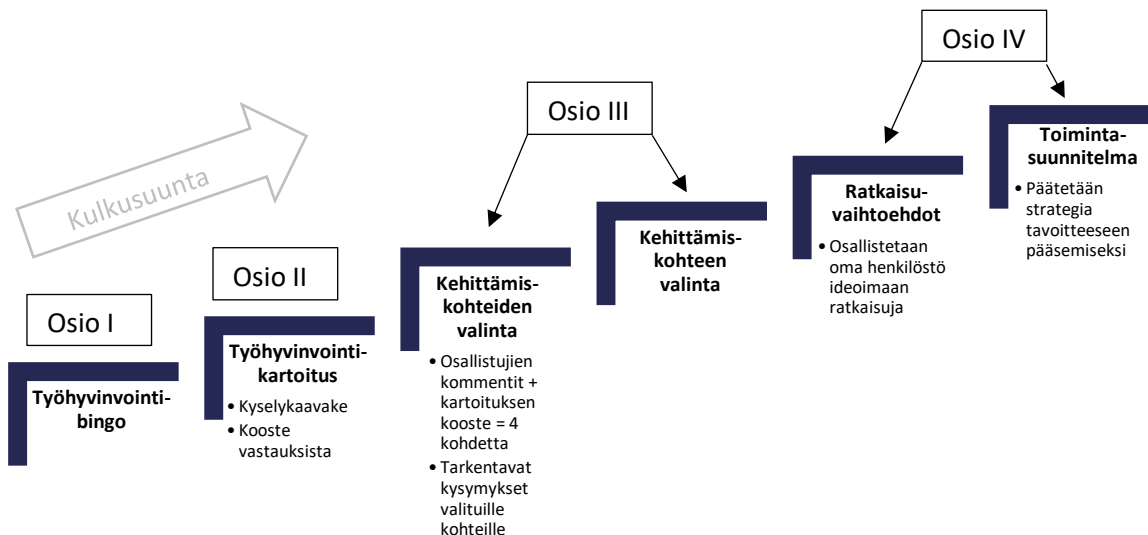 Osio IV
Osio III
Kulkusuunta
Osio II
Osio I
Työhyvinvointi-
bingo
Työhyvinvointi-
kartoitus
• Kyselykaavake
• Kooste
vastauksista
Kehittämis-
kohteiden
valinta
• Osallistujien
kommentit +
kartoituksen
kooste = 4
kohdetta
• Tarkentavat
kysymykset
valituille
kohteille
Kehittämis-
kohteen
valinta
Ratkaisu-
vaihtoehdot
• Osallistetaan
oma henkilöstö
ideoimaan
ratkaisuja
Toiminta-
suunnitelma
• Päätetään
strategia
tavoitteeseen
pääsemiseksi